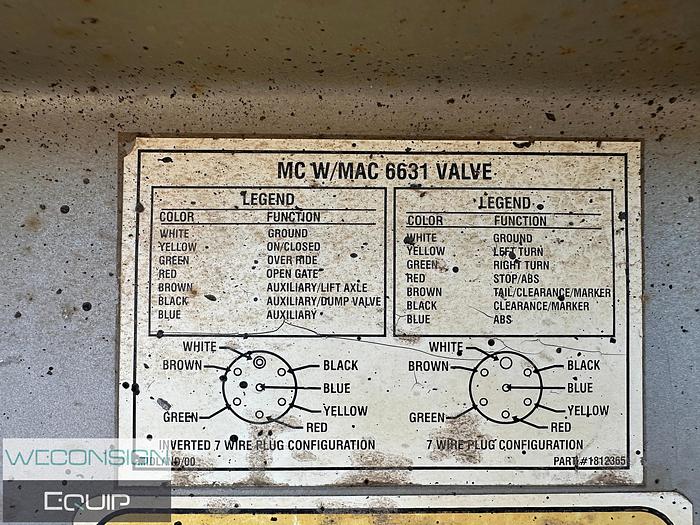 MC W/MAC 6631 VALVE
LEGEND
COLOR FUNCTION
WHITE GROUND
YELLOW ON/CLOSED
GREEN OVER RIDE
RED OPEN GATE
BROWN AUXILIARY/LIFT AXLE
BLACK AUXILIARY/DUMP VALVE
BLUE AUXILIARY
LEGEND
COLOR FUNCTION
WHITE GROUND
YELLOW LEFT TURN
GREEN RIGHT TURN
RED STOP/ABS
BROWN TAIL/CLEARANCE/MARKER
BLACK CLEARANCE/MARKER
BLUE ABS
WHITE
BROWN BLACK
BLUE
GREEN YELLOW
RED
INVERTED 7 WIRE PLUG CONFIGURATION
WHITE
BROWN BLACK
BLUE
GREEN YELLOW
RED
7 WIRE PLUG CONFIGURATION
MIDLAND/00 PART #1812365
WECONSIGN
EQUIP